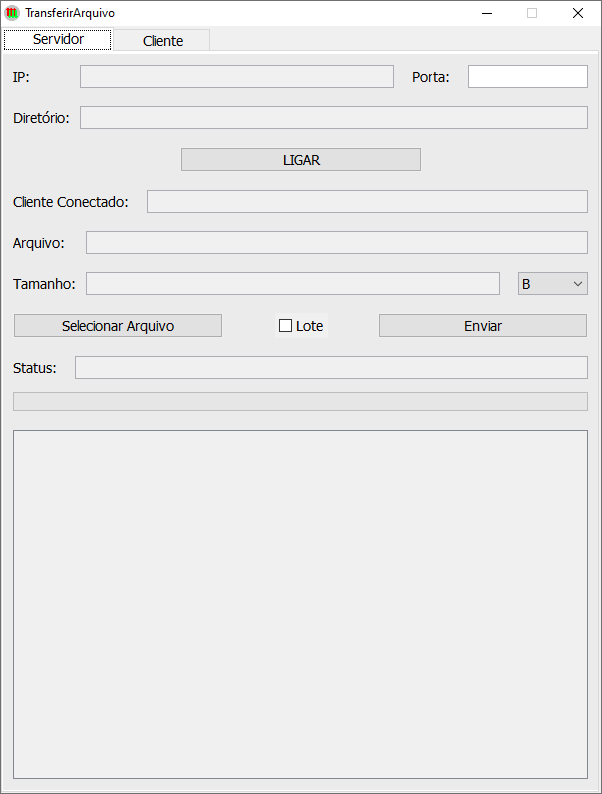 TransferirArquivo
Servidor Cliente
IP: Porta:
Diretório:
LIGAR
Cliente Conectado:
Arquivo:
Tamanho: B
Selecionar Arquivo Lote Enviar
Status: